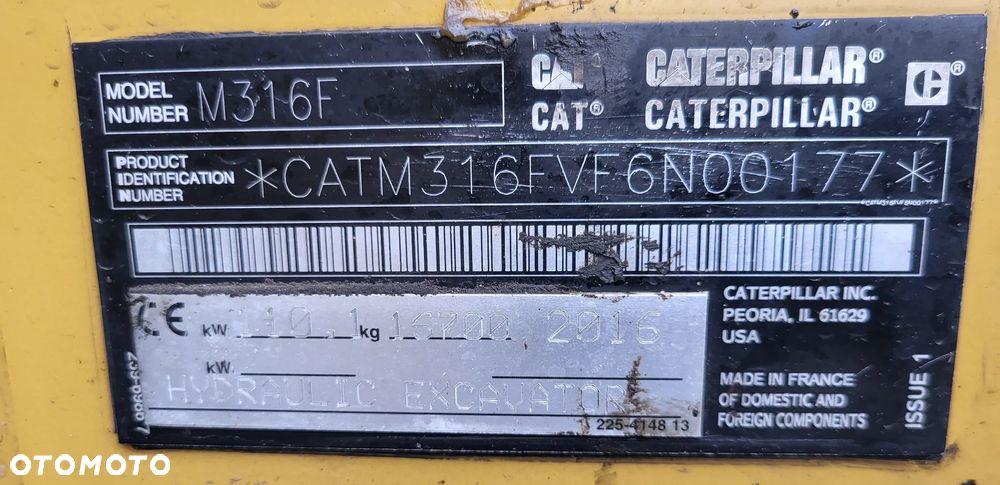 MODEL NUMBER M316F
CAT® CATERPILLAR®
CAT® CATERPILLAR®
PRODUCT IDENTIFICATION NUMBER *CATM316FVF6N00177*
*CATM316FVF6N00177*
CE kW 110.1 kg 16700 2016
kW
HYDRAULIC EXCAVATOR
225-4148 13
CATERPILLAR INC.
PEORIA, IL 61629
USA
MADE IN FRANCE
OF DOMESTIC AND
FOREIGN COMPONENTS
ISSUE 1
OTOMOTO